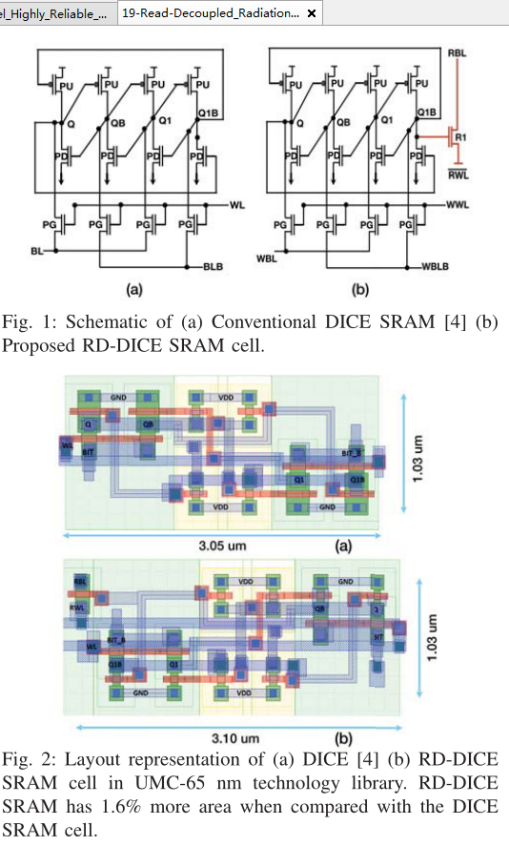 el_Highly_Reliable_...
19-Read-Decoupled_Radiation... ×
PU PU PU PU
Q QB Q1 Q1B
PD PD PD PD
WL
PG PG
BL
BLB
(a)
RBL
PU PU PU PU
Q QB Q1 Q1B
R1
PD PD PD PD
RWL
WWL
PG PG
WBL
WBLB
(b)
Fig. 1: Schematic of (a) Conventional DICE SRAM [4] (b)
Proposed RD-DICE SRAM cell.
GND VDD
Q QB
WL BIT BIT_B
Q1 Q1B
VDD GND
1.03 um
3.05 um (a)
RBL VDD GND
RWL QB
BIT_B
WL
Q1B Q1
GND VDD
1.03 um
3.10 um (b)
Fig. 2: Layout representation of (a) DICE [4] (b) RD-DICE
SRAM cell in UMC-65 nm technology library. RD-DICE
SRAM has 1.6% more area when compared with the DICE
SRAM cell.